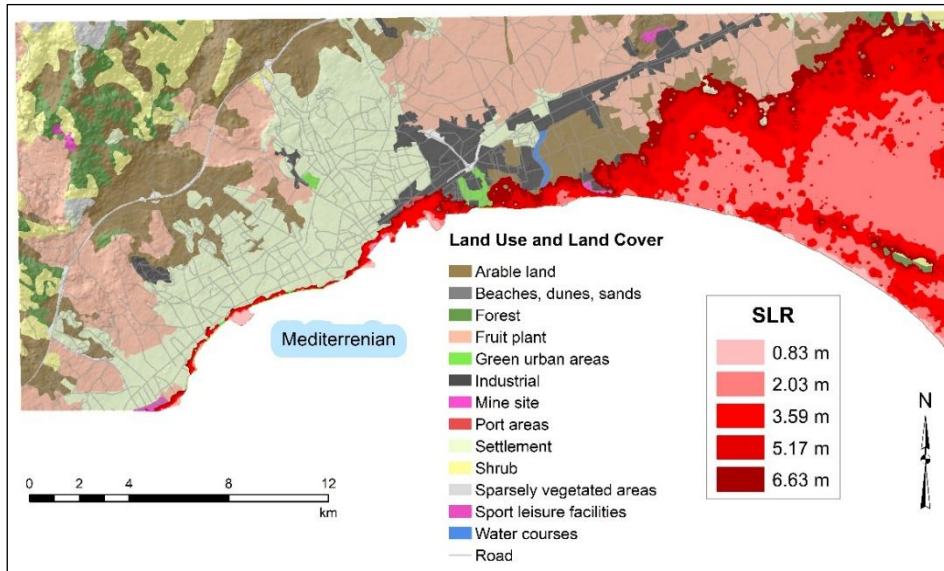 Mediterrenian
Land Use and Land Cover
Arable land
Beaches, dunes, sands
Forest
Fruit plant
Green urban areas
Industrial
Mine site
Port areas
Settlement
Shrub
Sparsely vegetated areas
Sport leisure facilities
Water courses
Road
SLR
0.83 m
2.03 m
3.59 m
5.17 m
6.63 m
N
0 4 8 12
km